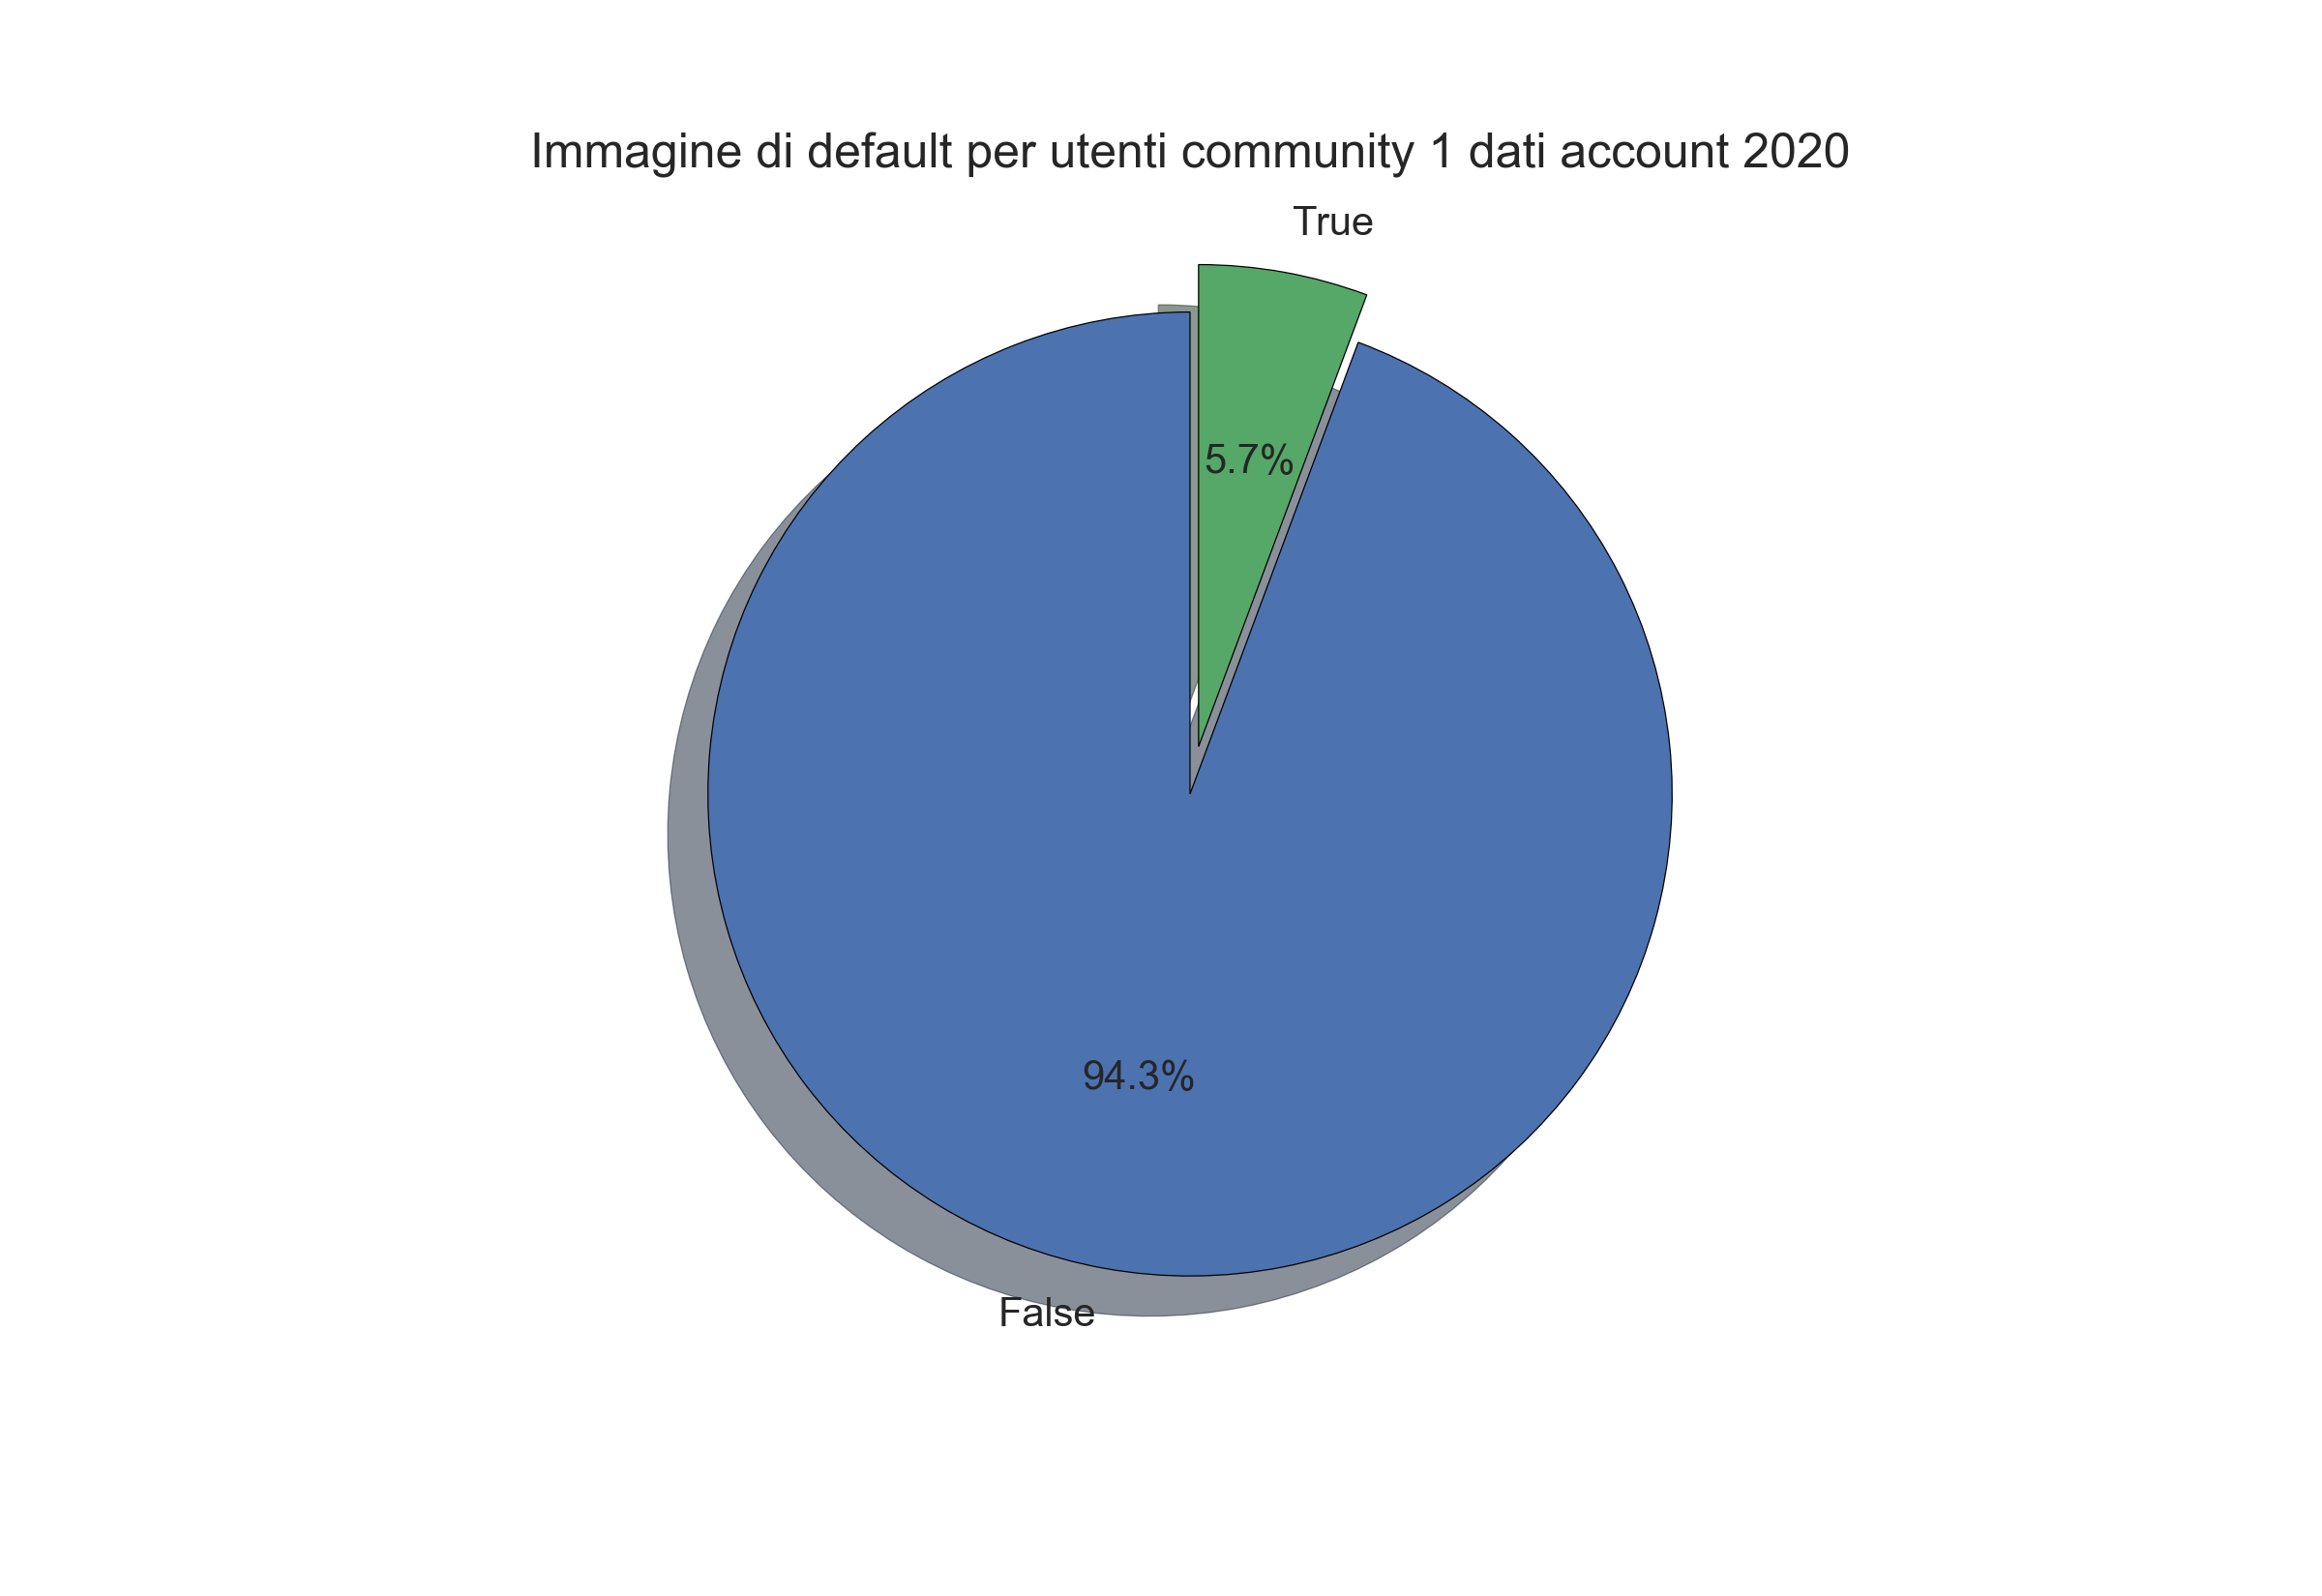 Immagine di default per utenti community 1 dati account 2020
True
5.7%
94.3%
False